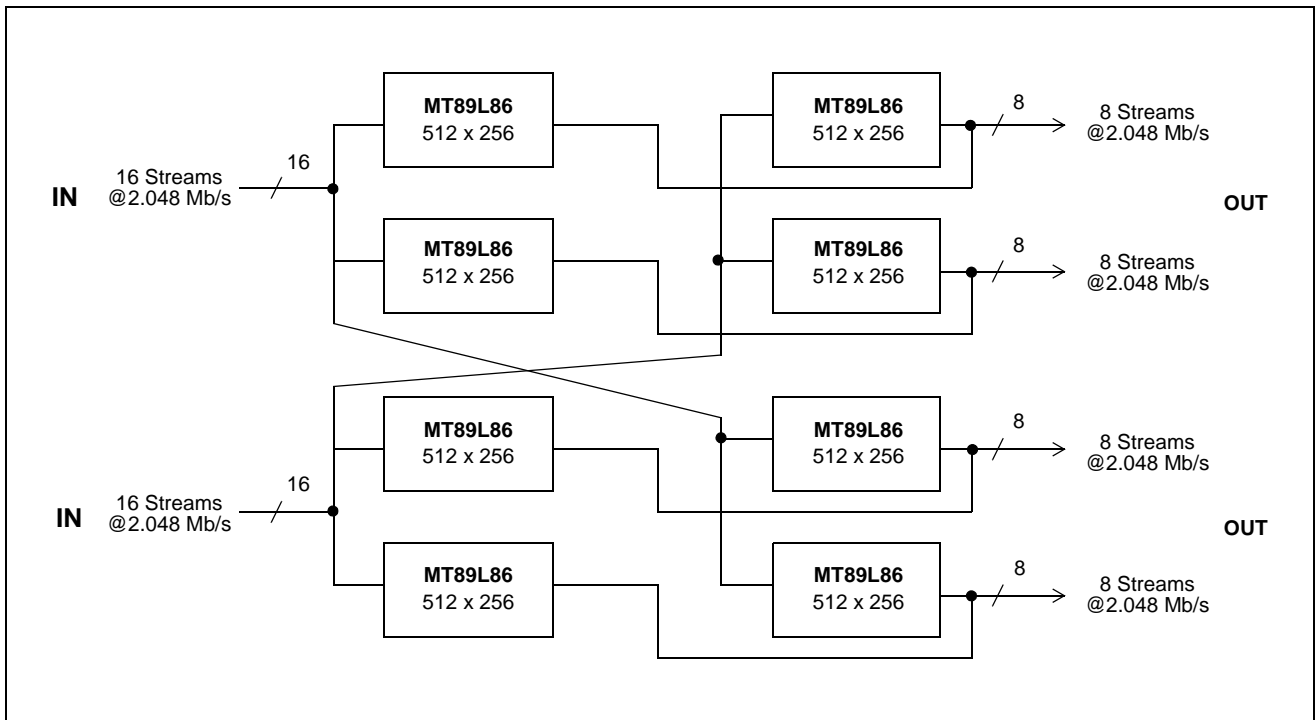 MT89L86
512 x 256
MT89L86
512 x 256
8
8 Streams
@2.048 Mb/s
16
16 Streams
@2.048 Mb/s
IN
OUT
MT89L86
512 x 256
MT89L86
512 x 256
8
8 Streams
@2.048 Mb/s
MT89L86
512 x 256
MT89L86
512 x 256
8
8 Streams
@2.048 Mb/s
16
16 Streams
@2.048 Mb/s
IN
OUT
MT89L86
512 x 256
MT89L86
512 x 256
8
8 Streams
@2.048 Mb/s